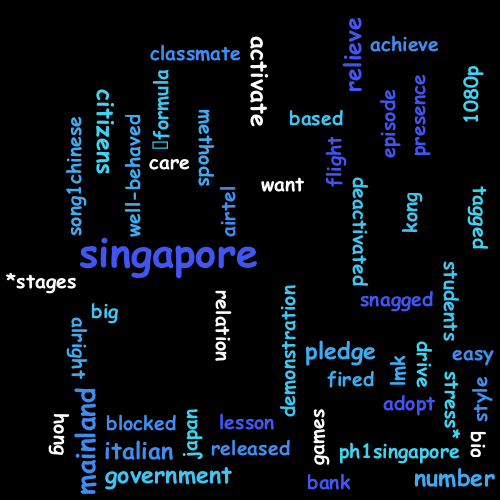 relieve
classmate
activate
achieve
1080p
citizens
formula
episode
presence
song1chinese
well-behaved
methods
based
care
flight
want
deactivated
airtel
kong
tagged
singapore
*stages
relation
demonstration
students
big
snagged
alright
pledge
lmk
drive
easy
fired
stress*
style
mainland
hong
blocked
japan
lesson
games
adopt
bio
italian
released
ph1singapore
government
bank
number